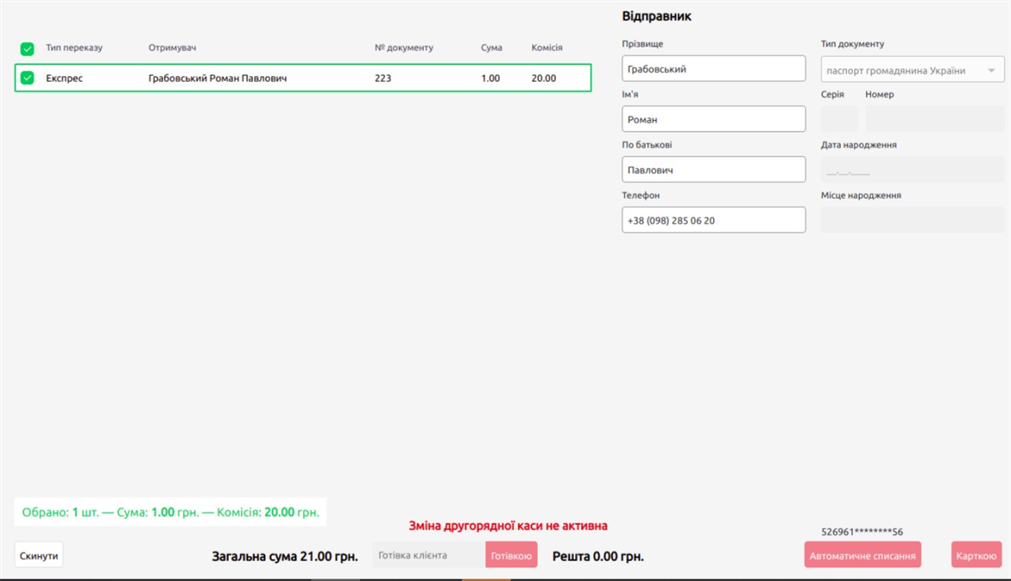 Відправник
Тип переказу Отримувач № документу Сума Комісія
Експрес Грабовський Роман Павлович 223 1.00 20.00
Прізвище Тип документу
Грабовський паспорт громадянина України
Ім'я Серія Номер
Роман
По батькові Дата народження
Павлович __.__.____
Телефон Місце народження
+38 (098) 285 06 20
Обрано: 1 шт. — Сума: 1.00 грн. — Комісія: 20.00 грн.
Зміна другорядної каси не активна
526961********56
Скинути Загальна сума 21.00 грн. Готівка клієнта Готівкою Решта 0.00 грн. Автоматичне списання Карткою